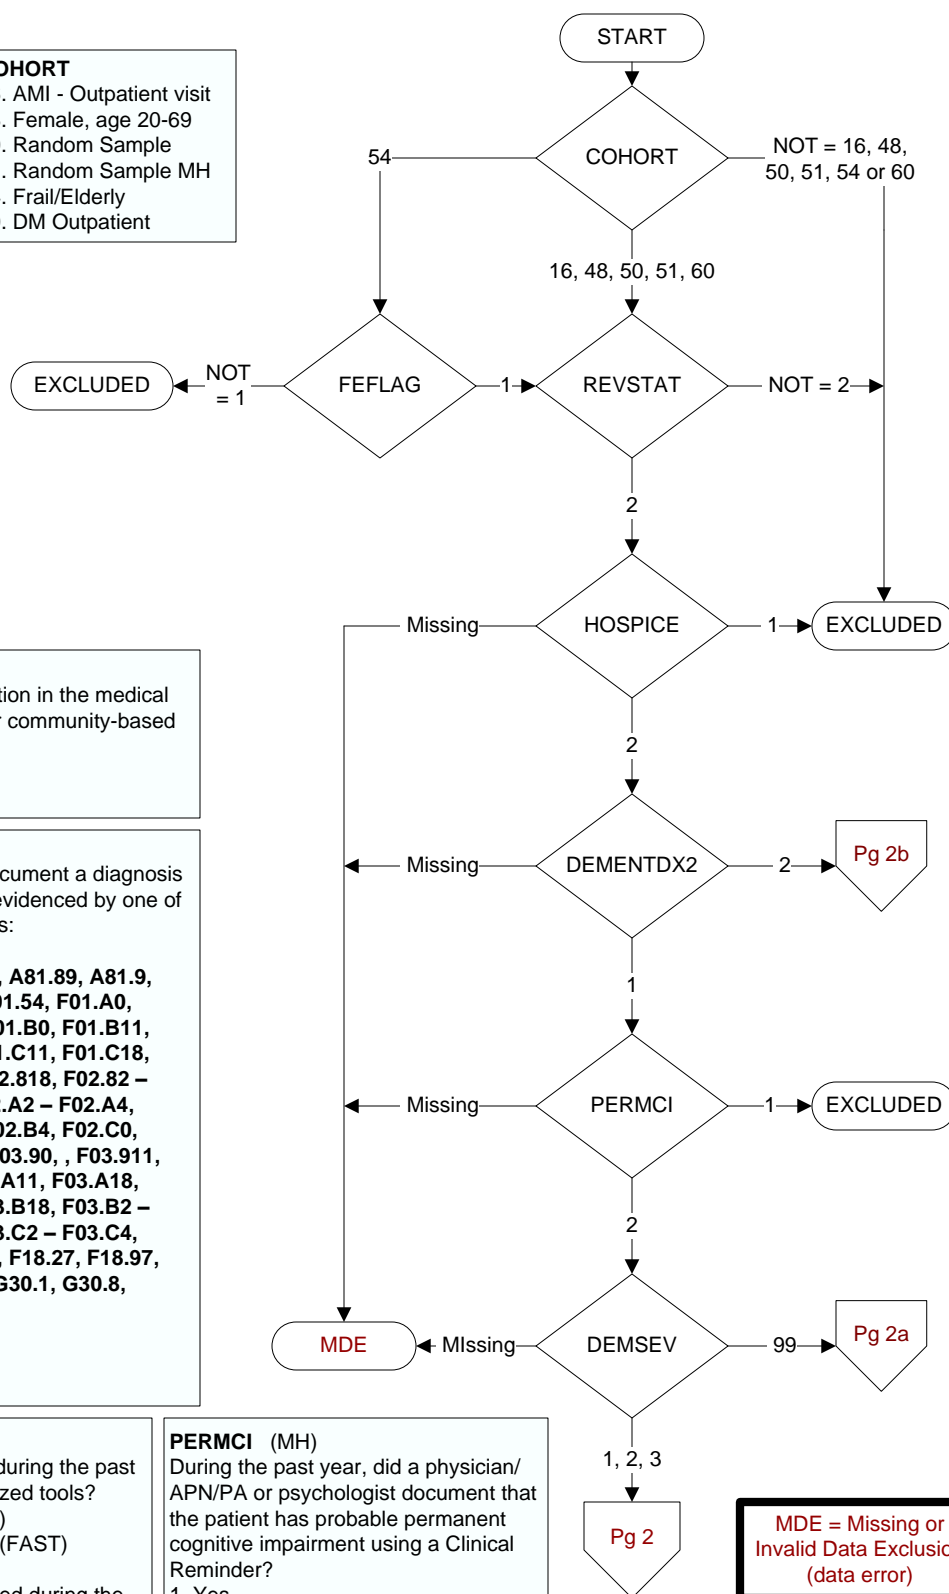 START
OHORT
. AMI - Outpatient visit
. Female, age 20-69
. Random Sample
. Random Sample MH
. Frail/Elderly
. DM Outpatient
54
COHORT
NOT = 16, 48,
50, 51, 54 or 60
16, 48, 50, 51, 60
EXCLUDED
NOT
= 1
FEFLAG
1
REVSTAT
NOT = 2
2
Missing
HOSPICE
1
EXCLUDED
2
tion in the medical
r community-based
Missing
DEMENTDX2
2
Pg 2b
1
cument a diagnosis
evidenced by one of
s:
, A81.89, A81.9,
01.54, F01.A0,
01.B0, F01.B11,
1.C11, F01.C18,
2.818, F02.82 –
2.A2 – F02.A4,
02.B4, F02.C0,
03.90, , F03.911,
A11, F03.A18,
3.B18, F03.B2 –
3.C2 – F03.C4,
, F18.27, F18.97,
G30.1, G30.8,
Missing
PERMCI
1
EXCLUDED
2
MDE
MIssing
DEMSEV
99
Pg 2a
1, 2, 3
Pg 2
during the past
zed tools?
)
(FAST)
ed during the
PERMCI (MH)
During the past year, did a physician/
APN/PA or psychologist document that
the patient has probable permanent
cognitive impairment using a Clinical
Reminder?
1. Yes
MDE = Missing or
Invalid Data Exclusio
(data error)